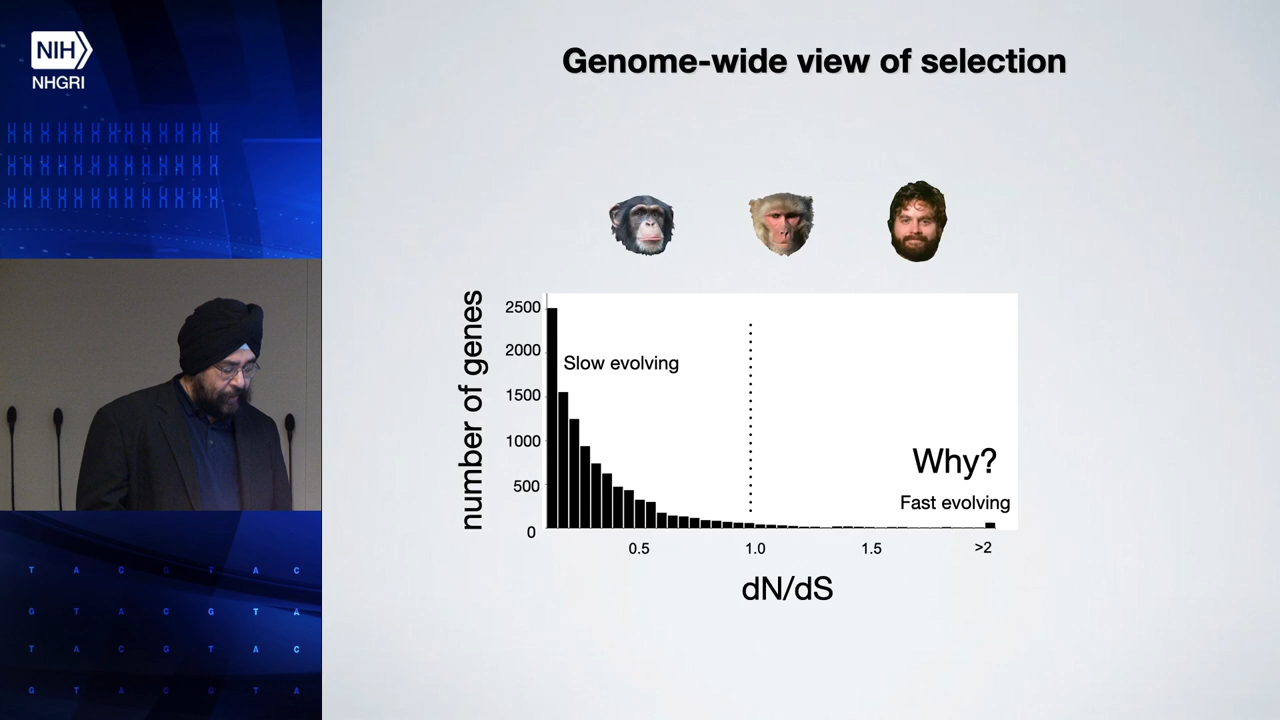 NIH
NHGRI
T A C G T A C
G T A C G T A
T A C G T A C
G T A C G T A
Genome-wide view of selection
number of genes
2500
2000
1500
1000
500
0
Slow evolving
Why?
Fast evolving
0.5 1.0 1.5 >2
dN/dS